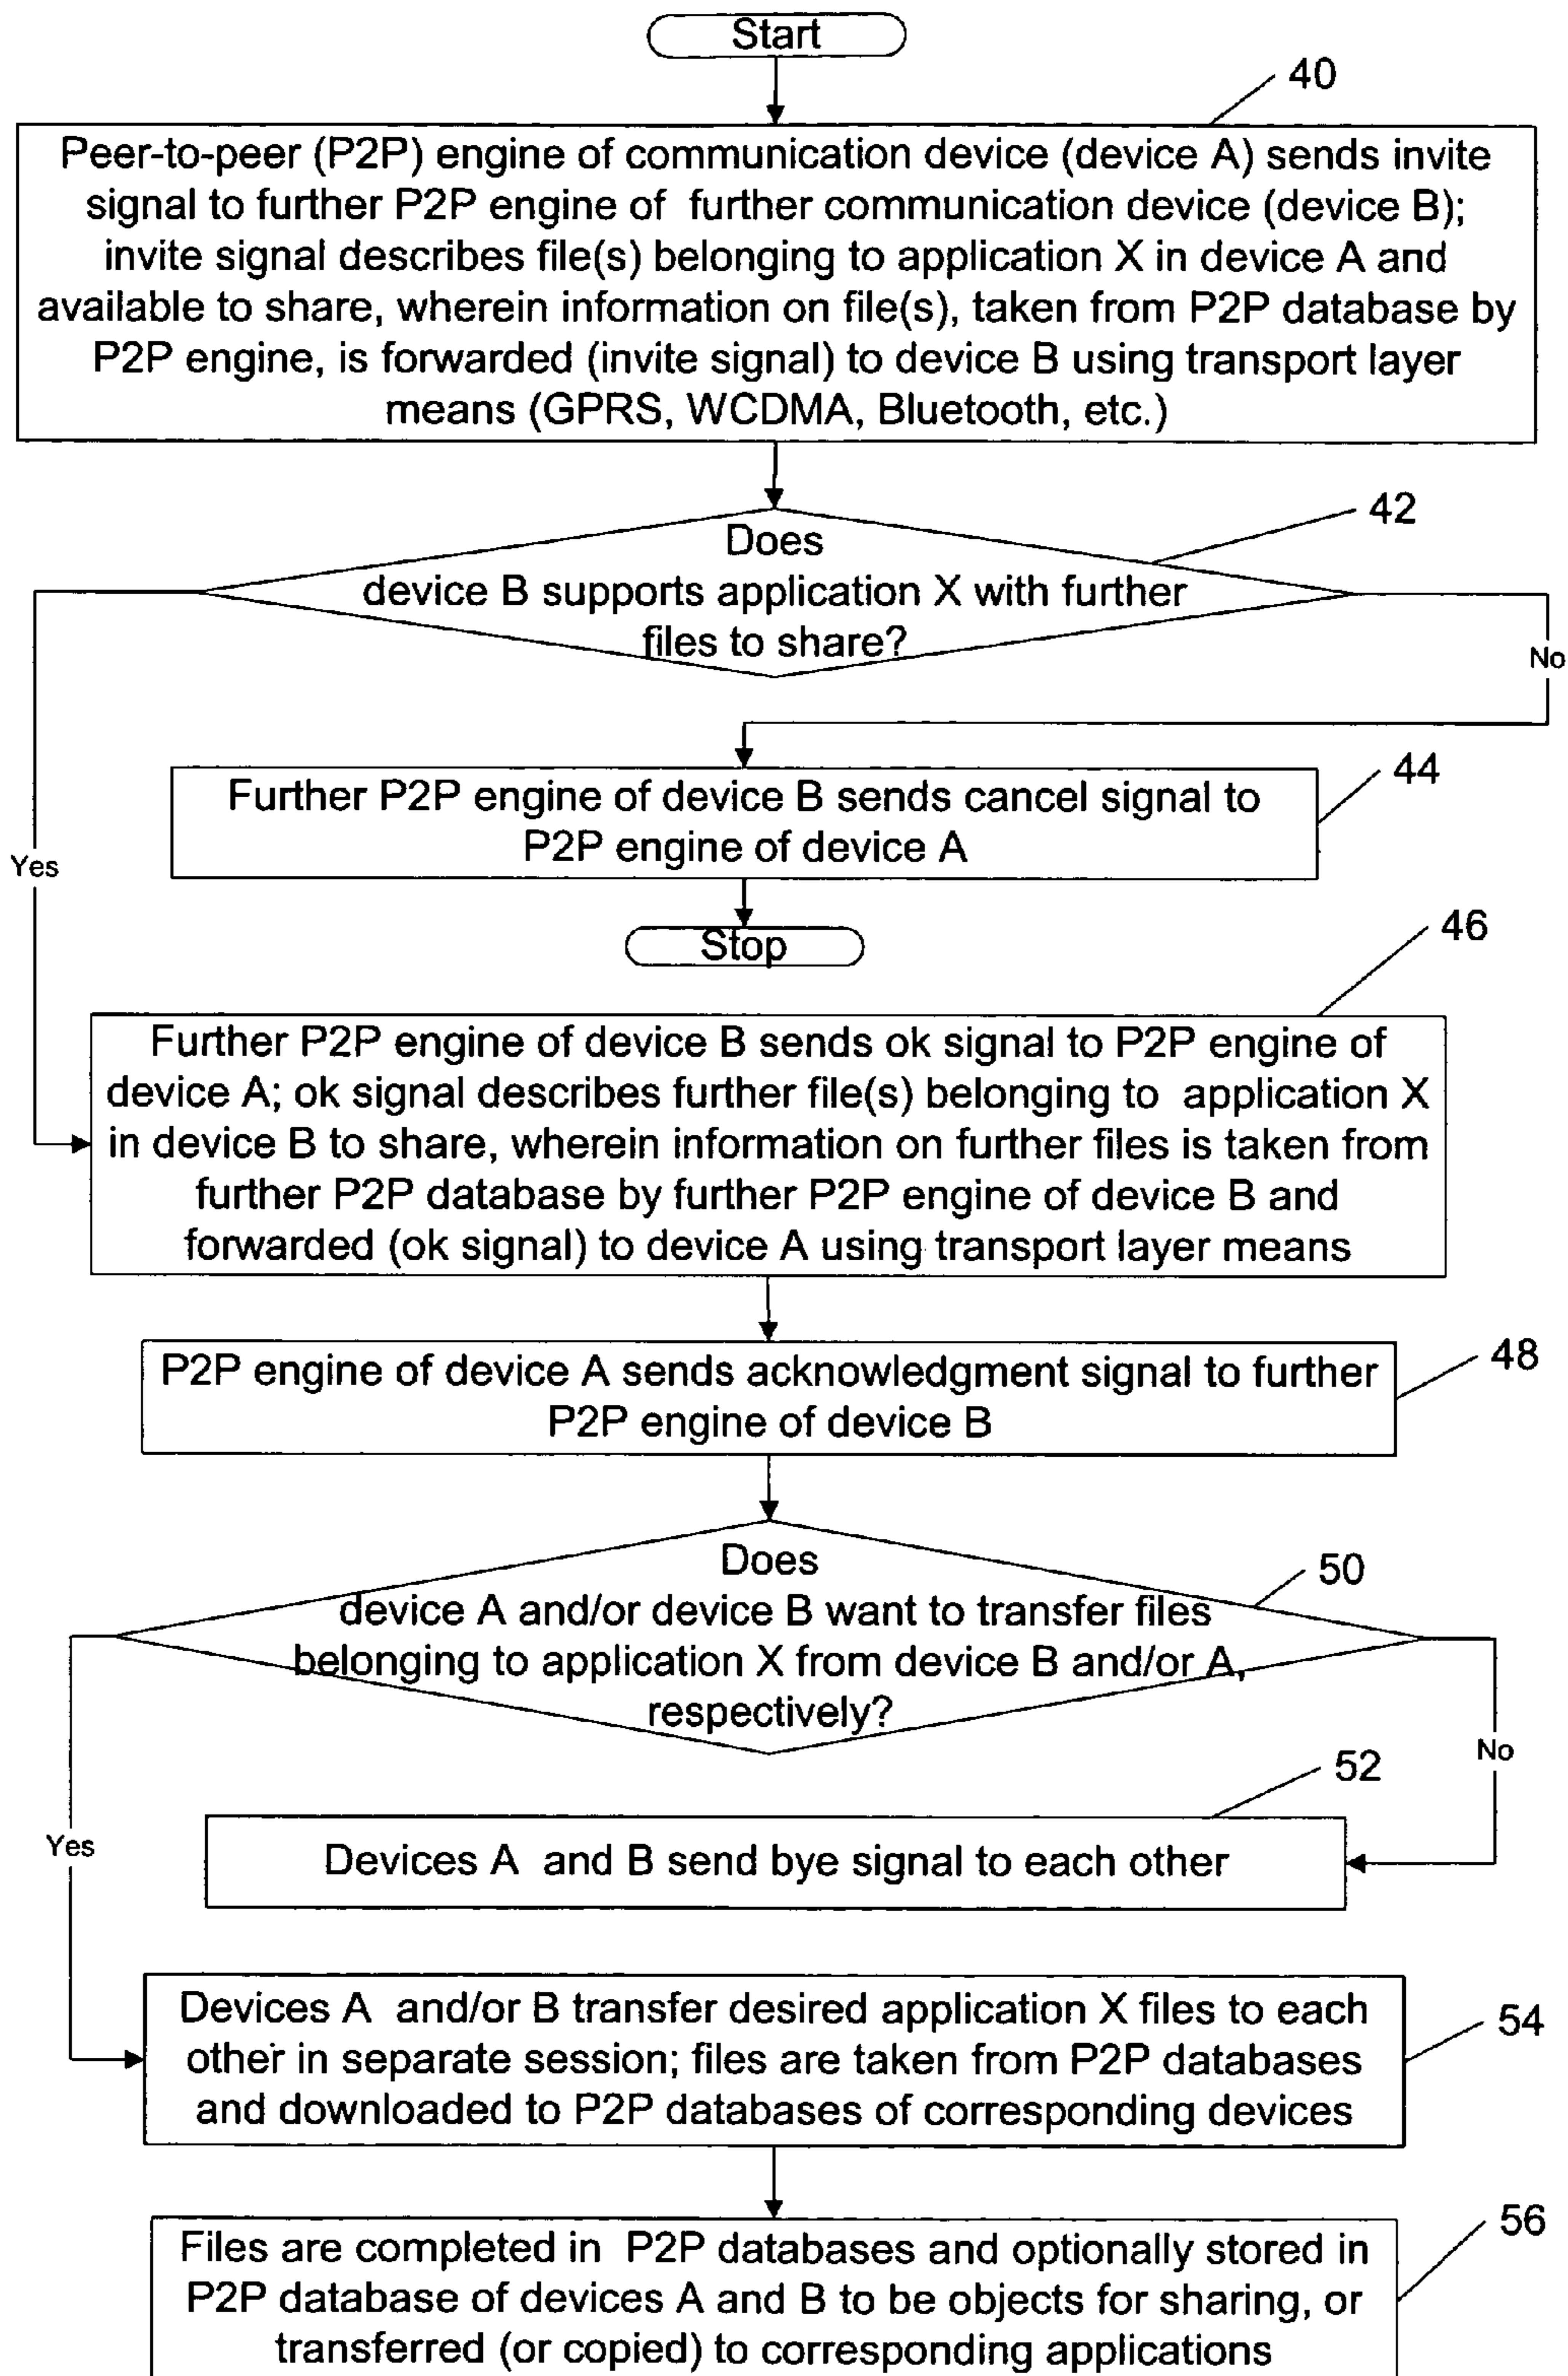 Start
40
Peer-to-peer (P2P) engine of communication device (device A) sends invite
signal to further P2P engine of further communication device (device B);
invite signal describes file(s) belonging to application X in device A and
available to share, wherein information on file(s), taken from P2P database by
P2P engine, is forwarded (invite signal) to device B using transport layer
means (GPRS, WCDMA, Bluetooth, etc.)
42
Does
device B supports application X with further
files to share?
No
44
Further P2P engine of device B sends cancel signal to
P2P engine of device A
Yes
Stop
46
Further P2P engine of device B sends ok signal to P2P engine of
device A; ok signal describes further file(s) belonging to application X
in device B to share, wherein information on further files is taken from
further P2P database by further P2P engine of device B and
forwarded (ok signal) to device A using transport layer means
48
P2P engine of device A sends acknowledgment signal to further
P2P engine of device B
50
Does
device A and/or device B want to transfer files
belonging to application X from device B and/or A,
respectively?
No
52
Yes
Devices A and B send bye signal to each other
54
Devices A and/or B transfer desired application X files to each
other in separate session; files are taken from P2P databases
and downloaded to P2P databases of corresponding devices
56
Files are completed in P2P databases and optionally stored in
P2P database of devices A and B to be objects for sharing, or
transferred (or copied) to corresponding applications